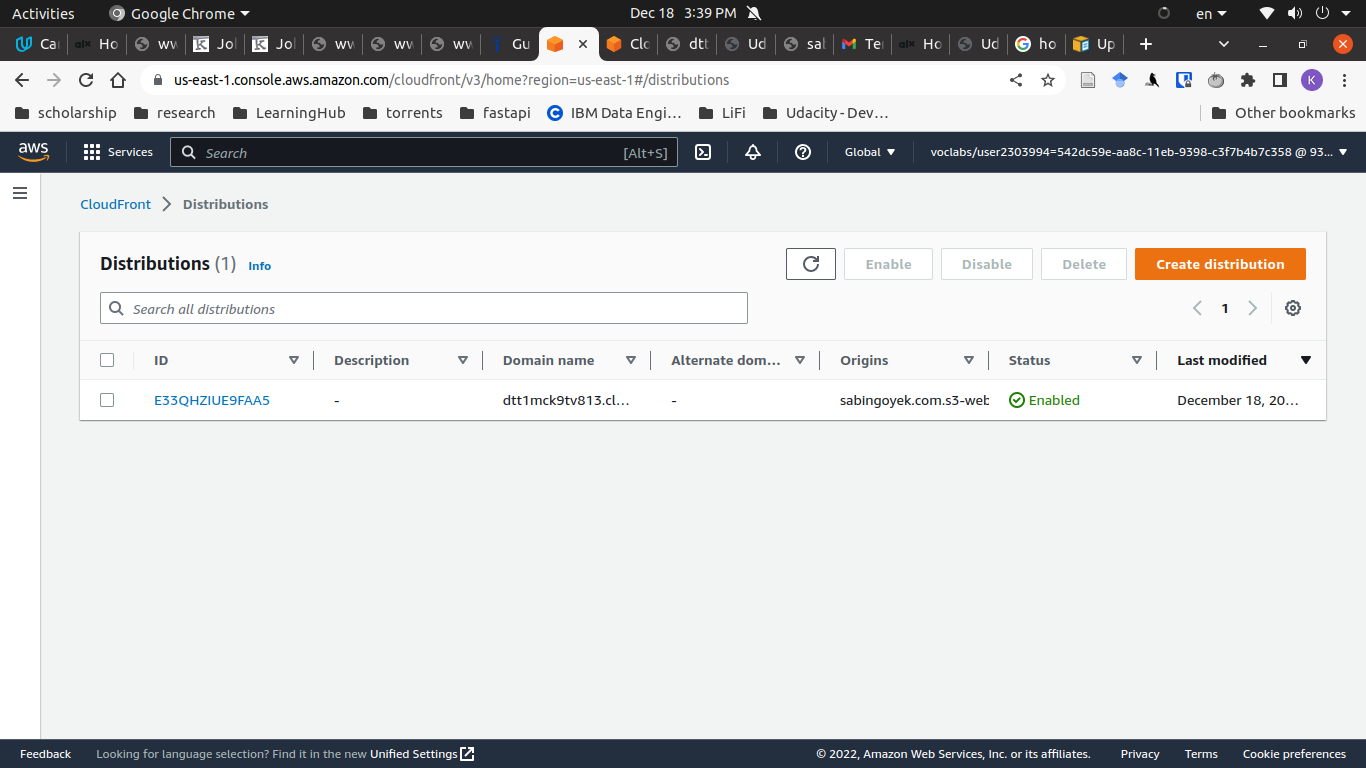 Activities Google Chrome Dec 18 3:39 PM en
Ca Ho ww Jol Jol ww ww ww Gu Clo dtt Ud sal Te Ho Ud ho Up
us-east-1.console.aws.amazon.com/cloudfront/v3/home?region=us-east-1#/distributions K
scholarship research LearningHub torrents fastapi IBM Data Engi... LiFi Udacity - Dev... Other bookmarks
aws Services Search [Alt+S] Global voclabs/user2303994=542dc59e-aa8c-11eb-9398-c3f7b4b7c358 @ 93...
CloudFront Distributions
Distributions (1) Info Enable Disable Delete Create distribution
Search all distributions 1
ID Description Domain name Alternate dom... Origins Status Last modified
E33QHZIUE9FAA5 - dtt1mck9tv813.cl... - sabingoyek.com.s3-web Enabled December 18, 20...
Feedback Looking for language selection? Find it in the new Unified Settings © 2022, Amazon Web Services, Inc. or its affiliates. Privacy Terms Cookie preferences